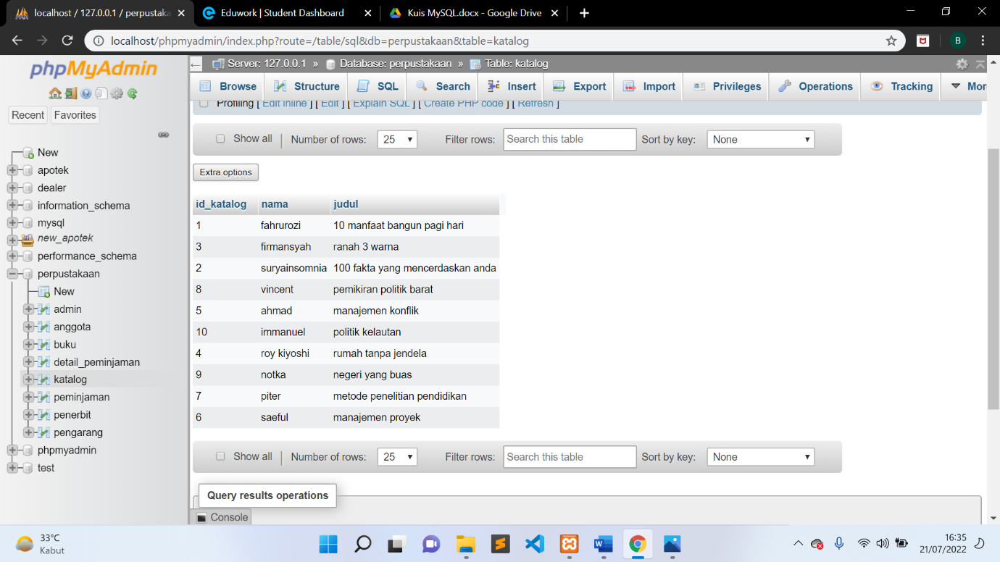 localhost / 127.0.0.1 / perpustaka
Eduwork | Student Dashboard
Kuis MySQL.docx - Google Drive
localhost/phpmyadmin/index.php?route=/table/sql&db=perpustakaan&table=katalog
B
phpMyAdmin
Recent Favorites
New
apotek
dealer
information_schema
mysql
new_apotek
performance_schema
perpustakaan
New
admin
anggota
buku
detail_peminjaman
katalog
peminjaman
penerbit
pengarang
phpmyadmin
test
Server: 127.0.0.1 » Database: perpustakaan » Table: katalog
Browse Structure SQL Search Insert Export Import Privileges Operations Tracking Mor
Profiling [ Edit inline ] [ Edit ] [ Explain SQL ] [ Create PHP code ] [ Refresh ]
Show all | Number of rows: 25 Filter rows: Search this table Sort by key: None
Extra options
id_katalog nama judul
1 fahrurozi 10 manfaat bangun pagi hari
3 firmansyah ranah 3 warna
2 suryainsomnia 100 fakta yang mencerdaskan anda
8 vincent pemikiran politik barat
5 ahmad manajemen konflik
10 immanuel politik kelautan
4 roy kiyoshi rumah tanpa jendela
9 notka negeri yang buas
7 piter metode penelitian pendidikan
6 saeful manajemen proyek
Show all | Number of rows: 25 Filter rows: Search this table Sort by key: None
Query results operations
Console
33°C
Kabut
16:35
21/07/2022